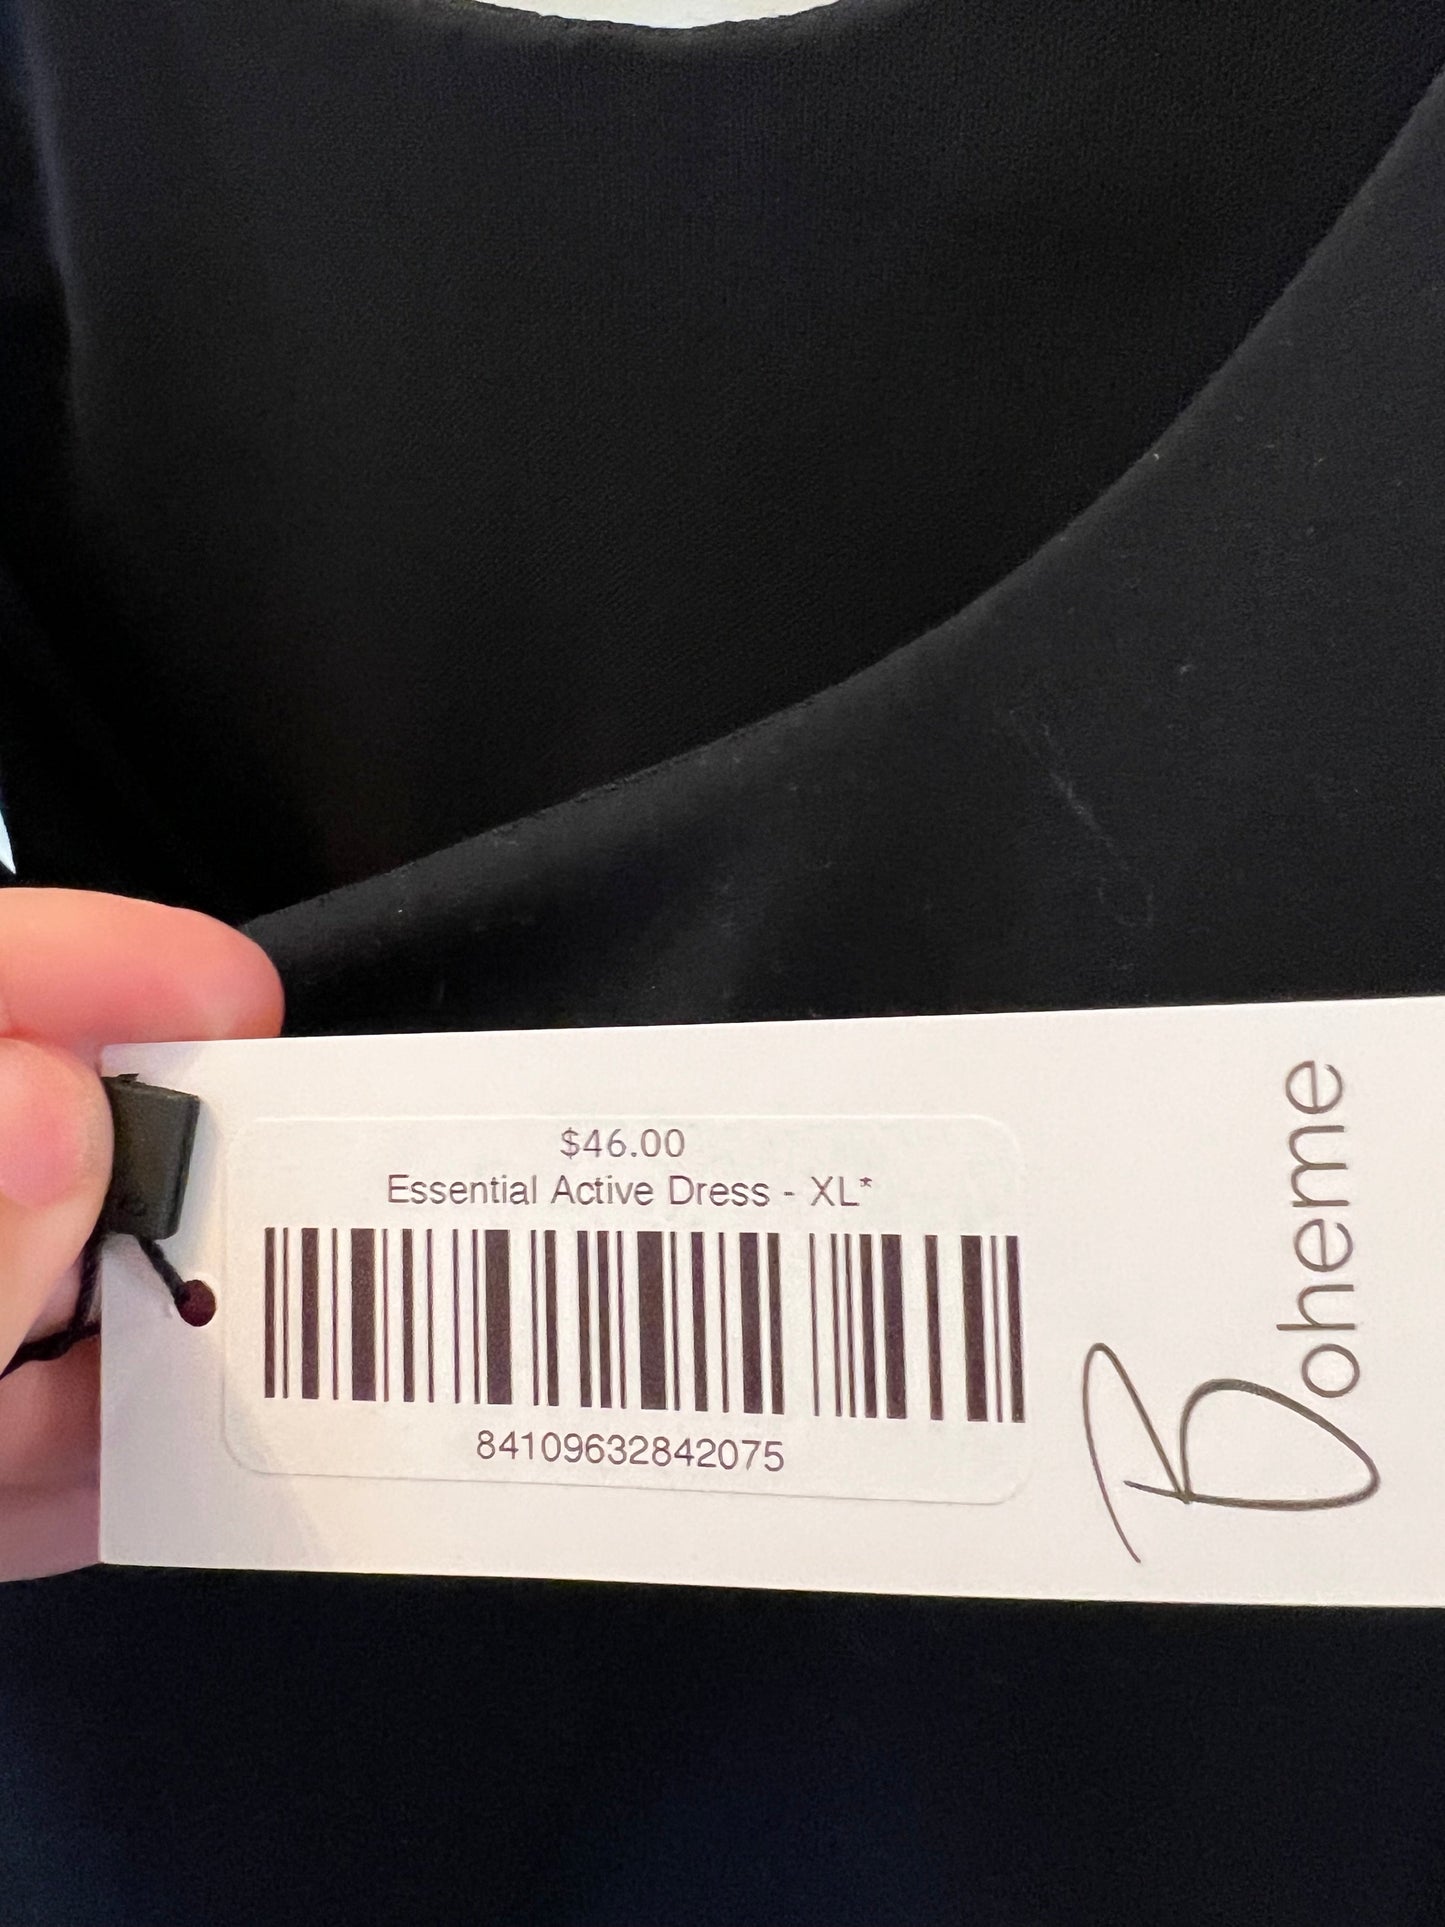 $46.00
Essential Active Dress - XL*
84109632842075
Boheme